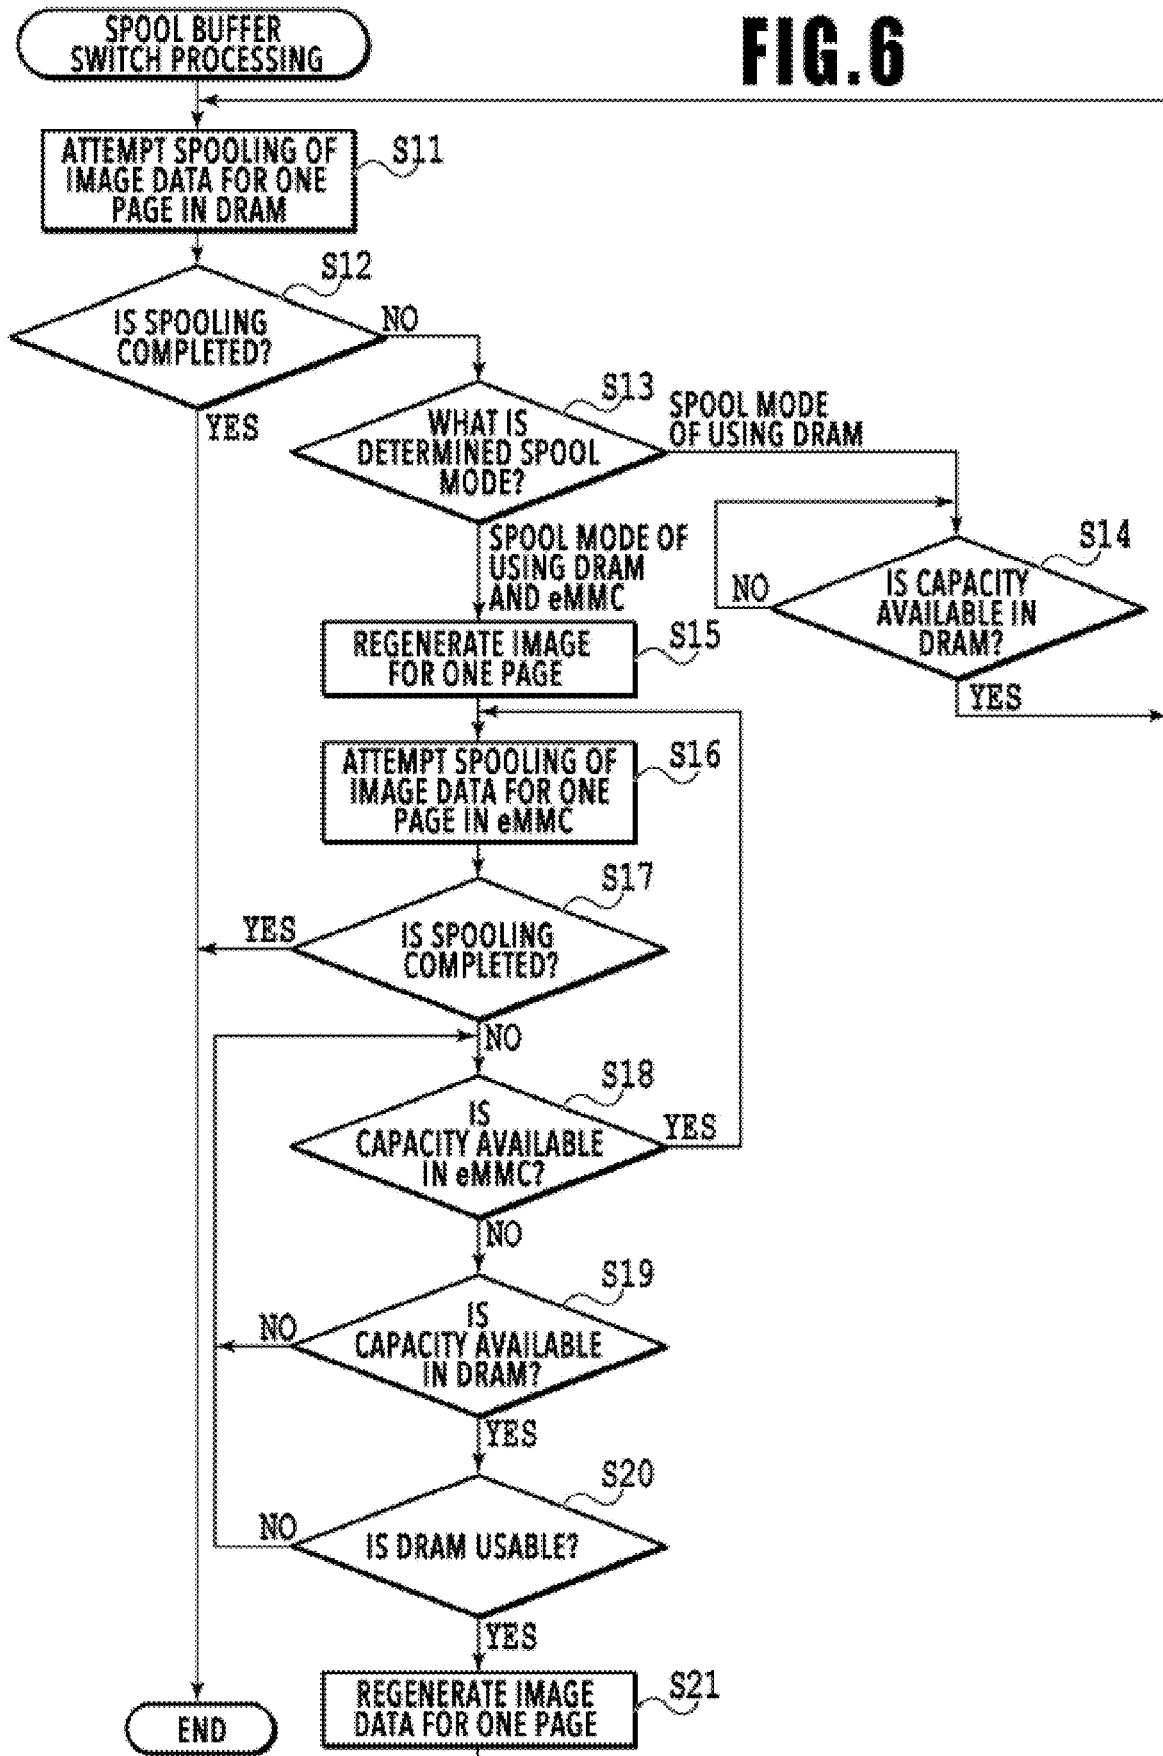 SPOOL BUFFER
SWITCH PROCESSING
FIG.6
ATTEMPT SPOOLING OF
IMAGE DATA FOR ONE
PAGE IN DRAM
S11
S12
IS SPOOLING
COMPLETED?
NO
YES
S13
WHAT IS
DETERMINED SPOOL
MODE?
SPOOL MODE
OF USING DRAM
SPOOL MODE OF
USING DRAM
AND eMMC
S14
IS CAPACITY
AVAILABLE IN
DRAM?
NO
YES
REGENERATE IMAGE
FOR ONE PAGE
S15
ATTEMPT SPOOLING OF
IMAGE DATA FOR ONE
PAGE IN eMMC
S16
S17
IS SPOOLING
COMPLETED?
YES
NO
S18
IS
CAPACITY AVAILABLE
IN eMMC?
YES
NO
S19
IS
CAPACITY AVAILABLE
IN DRAM?
NO
YES
S20
IS DRAM USABLE?
NO
YES
REGENERATE IMAGE
DATA FOR ONE PAGE
S21
END